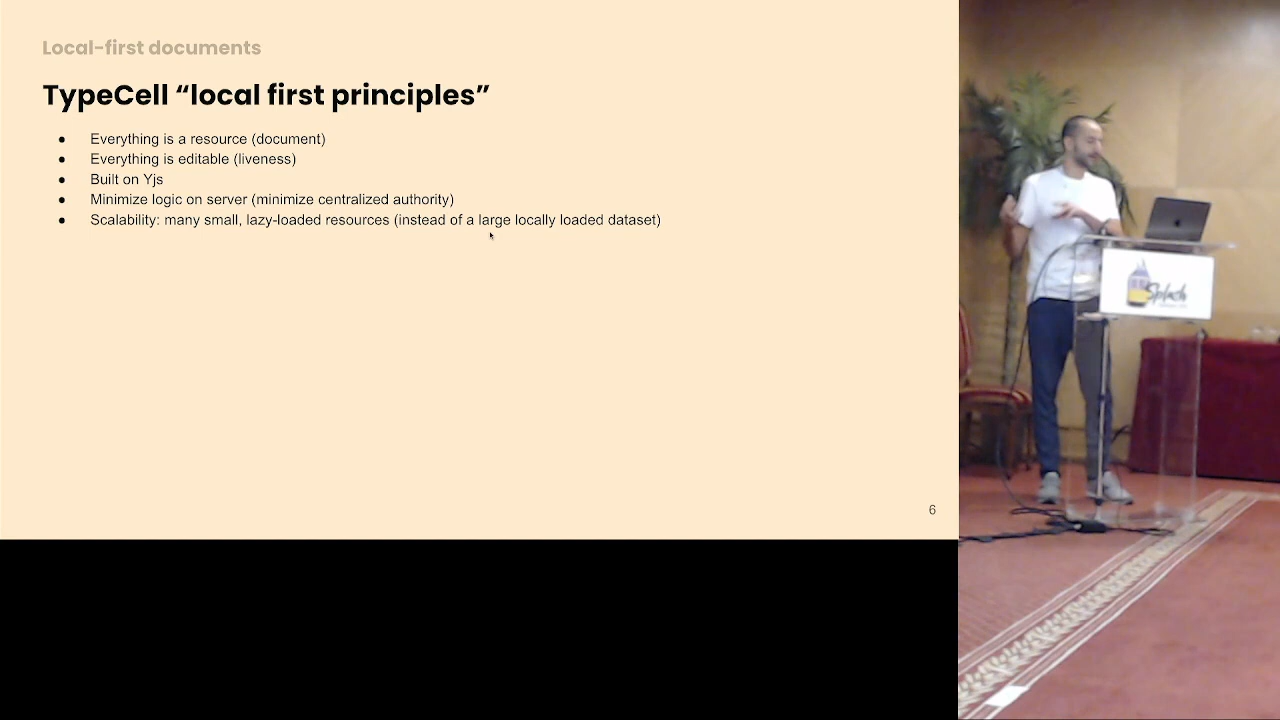 Local-first documents
TypeCell “local first principles”
● Everything is a resource (document)
● Everything is editable (liveness)
● Built on Yjs
● Minimize logic on server (minimize centralized authority)
● Scalability: many small, lazy-loaded resources (instead of a large locally loaded dataset)
6
Splash